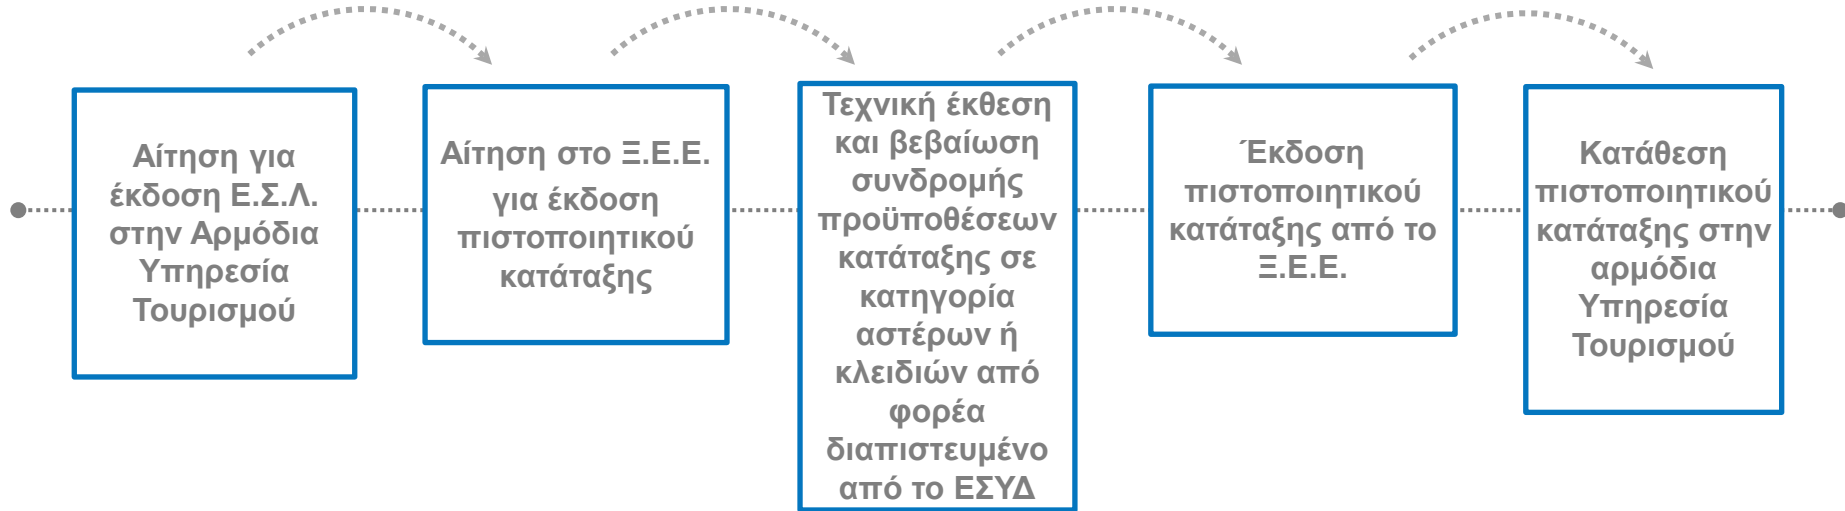 Αίτηση για
έκδοση Ε.Σ.Λ.
στην Αρμόδια
Υπηρεσία
Τουρισμού
Αίτηση στο Ξ.Ε.Ε.
για έκδοση
πιστοποιητικού
κατάταξης
Τεχνική έκθεση
και βεβαίωση
συνδρομής
προϋποθέσεων
κατάταξης σε
κατηγορία
αστέρων ή
κλειδιών από
φορέα
διαπιστευμένο
από το ΕΣΥΔ
Έκδοση
πιστοποιητικού
κατάταξης από το
Ξ.Ε.Ε.
Κατάθεση
πιστοποιητικού
κατάταξης στην
αρμόδια
Υπηρεσία
Τουρισμού